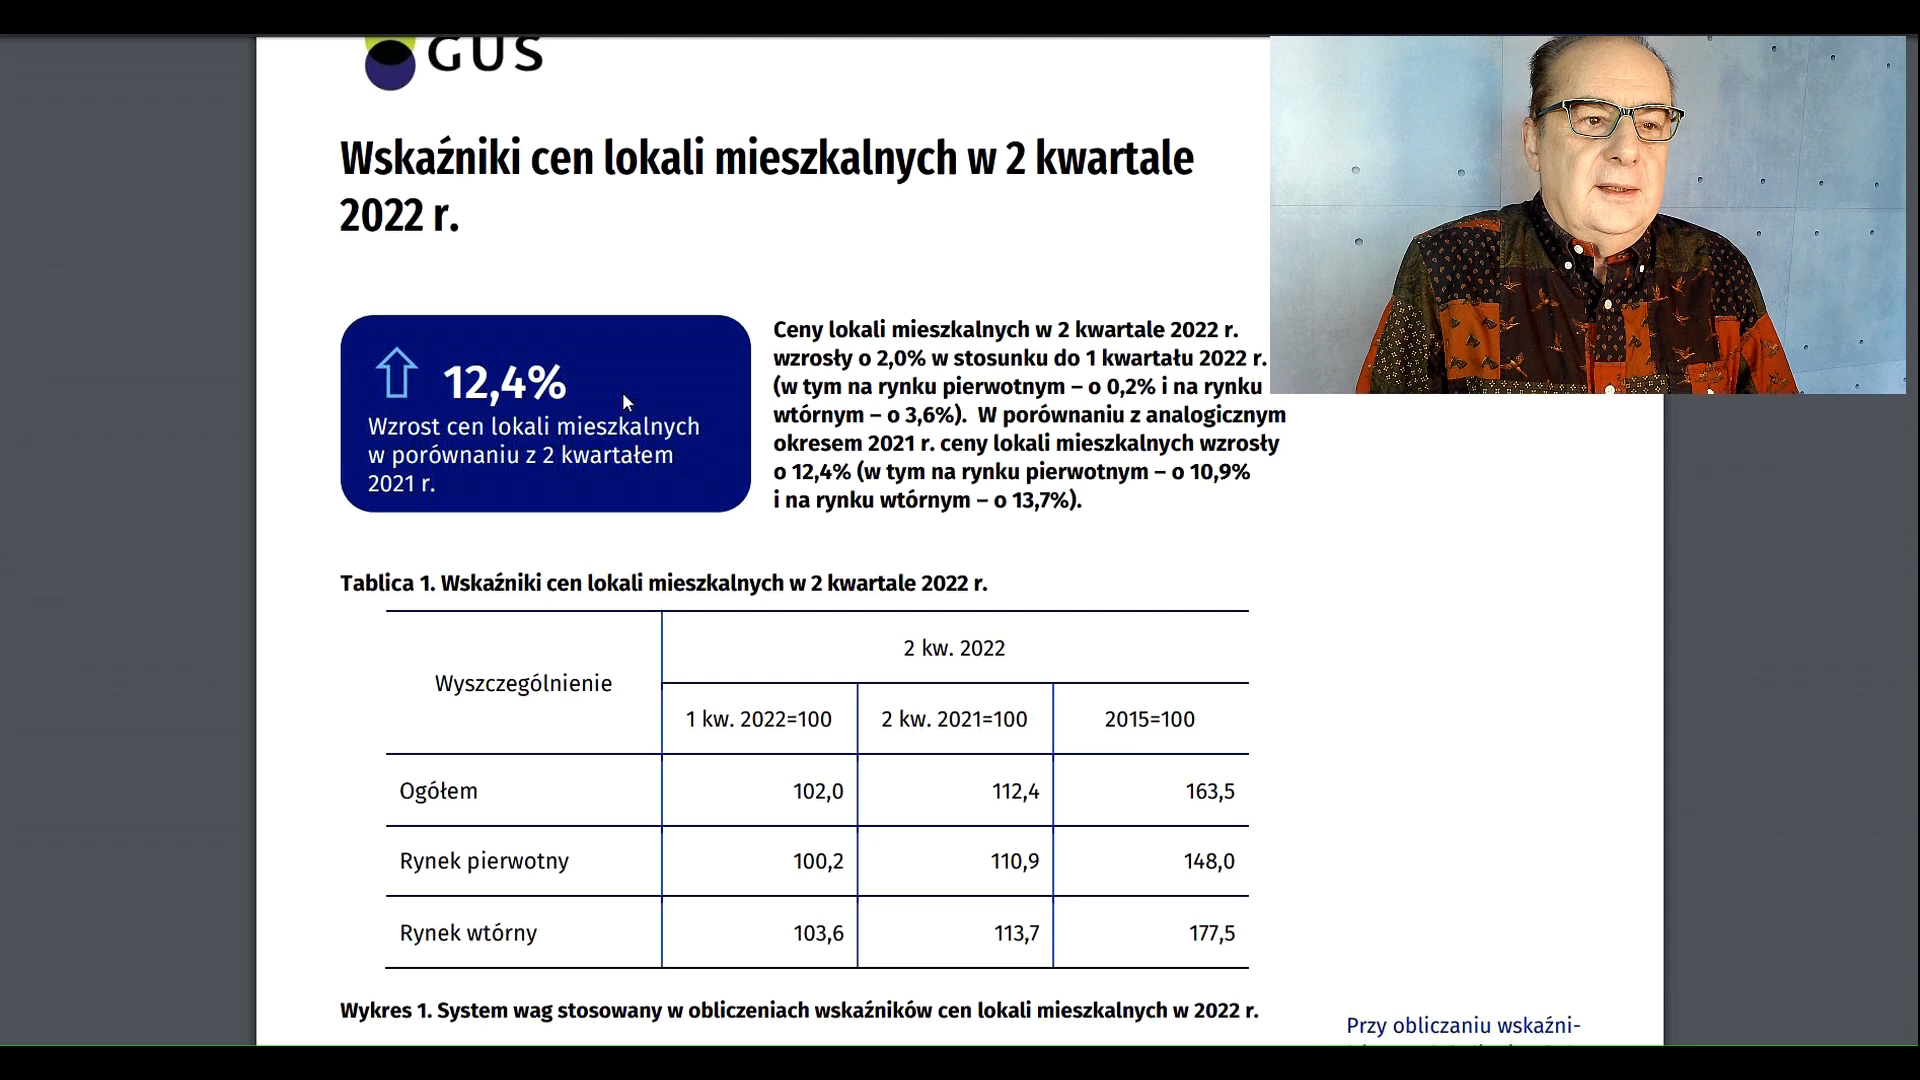 GUS
Wskaźniki cen lokali mieszkalnych w 2 kwartale
2022 r.
12,4%
Wzrost cen lokali mieszkalnych
w porównaniu z 2 kwartałem
2021 r.
Ceny lokali mieszkalnych w 2 kwartale 2022 r.
wzrosły o 2,0% w stosunku do 1 kwartału 2022 r.
(w tym na rynku pierwotnym – o 0,2% i na rynku
wtórnym – o 3,6%). W porównaniu z analogicznym
okresem 2021 r. ceny lokali mieszkalnych wzrosły
o 12,4% (w tym na rynku pierwotnym – o 10,9%
i na rynku wtórnym – o 13,7%).
Tablica 1. Wskaźniki cen lokali mieszkalnych w 2 kwartale 2022 r.
Wyszczególnienie
2 kw. 2022
1 kw. 2022=100 2 kw. 2021=100 2015=100
Ogółem 102,0 112,4 163,5
Rynek pierwotny 100,2 110,9 148,0
Rynek wtórny 103,6 113,7 177,5
Wykres 1. System wag stosowany w obliczeniach wskaźników cen lokali mieszkalnych w 2022 r.
Przy obliczaniu wskaźni-